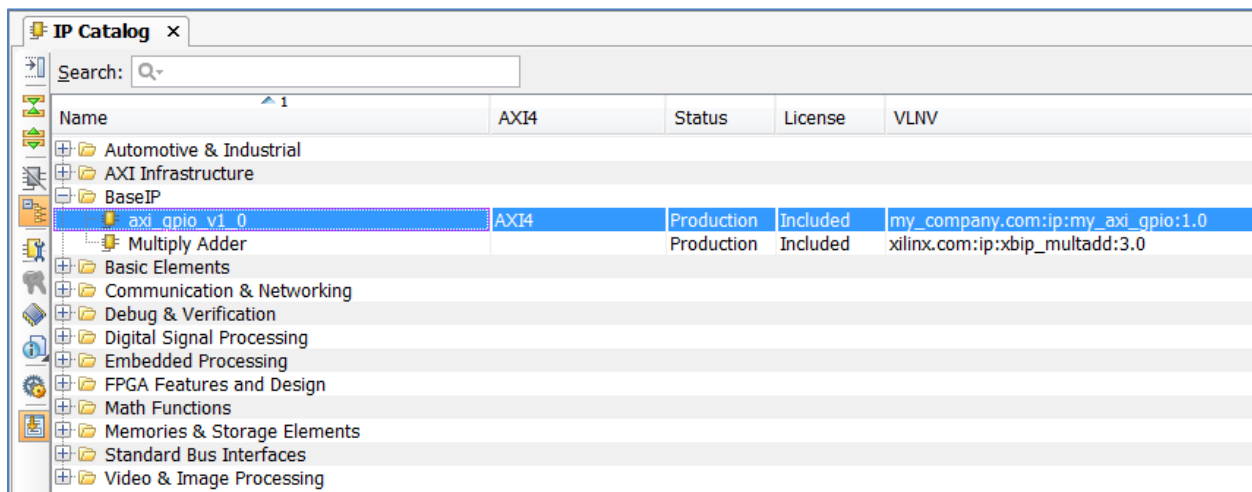 IP Catalog ×
Search:
1
Name AXI4 Status License VLNV
Automotive & Industrial
AXI Infrastructure
BaseIP
axi_gpio_v1_0 AXI4 Production Included my_company.com:ip:my_axi_gpio:1.0
Multiply Adder Production Included xilinx.com:ip:xbip_multadd:3.0
Basic Elements
Communication & Networking
Debug & Verification
Digital Signal Processing
Embedded Processing
FPGA Features and Design
Math Functions
Memories & Storage Elements
Standard Bus Interfaces
Video & Image Processing